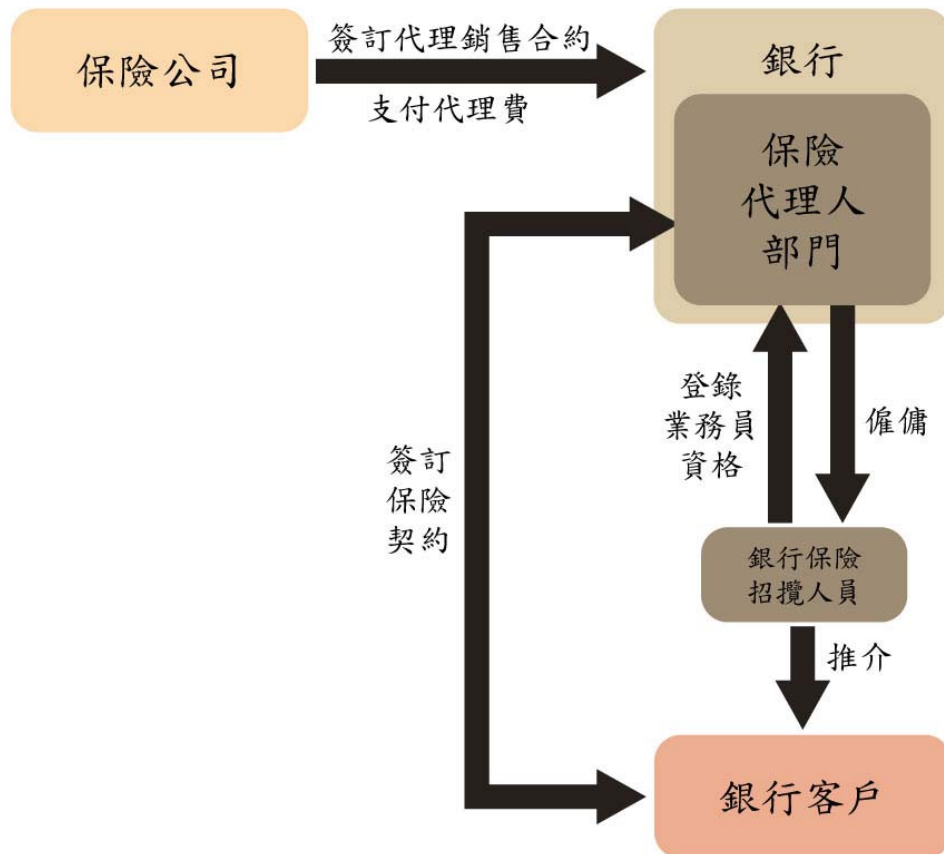 保險公司
簽訂代理銷售合約
支付代理費
銀行
保險
代理人
部門
登錄
業務員
資格
僱傭
簽訂
保險
契約
銀行保險
招攬人員
推介
銀行客戶